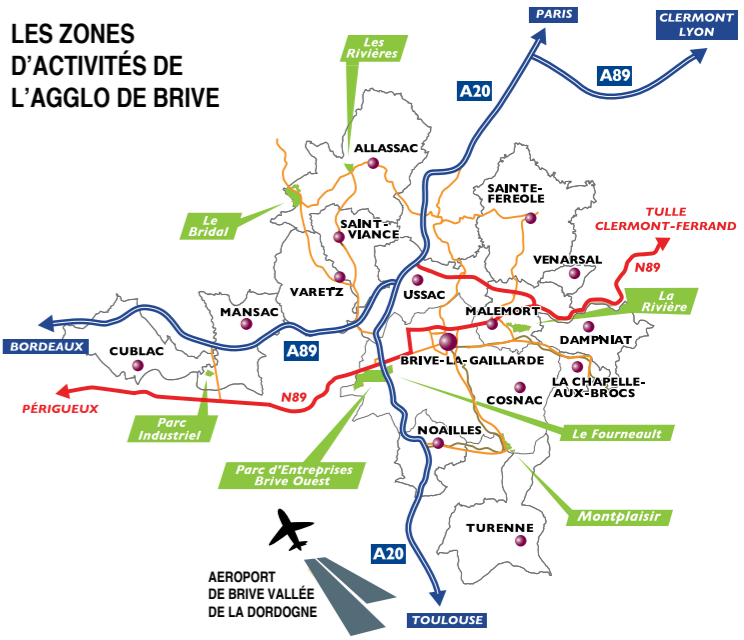 LES ZONES
D'ACTIVITÉS DE
L'AGGLO DE BRIVE
PARIS
CLERMONT
LYON
A20
A89
Les
Rivières
ALLASSAC
SAINTE-
FEREOLE
Le
Bridal
SAINT-
VIANCE
TULLE
CLERMONT-FERRAND
VENARSAL
N89
VARETZ
USSAC
La
Rivière
MANSAC
MALEMORT
DAMPNIAT
BORDEAUX
CUBLAC
A89
BRIVE-LA-GAILLARDE
LA CHAPELLE-
AUX-BROCS
N89
COSNAC
PÉRIGUEUX
Parc
Industriel
NOAILLES
Le Fourneault
Parc d'Entreprises
Brive Ouest
Montplaisir
TURENNE
A20
AEROPORT
DE BRIVE VALLÉE
DE LA DORDOGNE
TOULOUSE